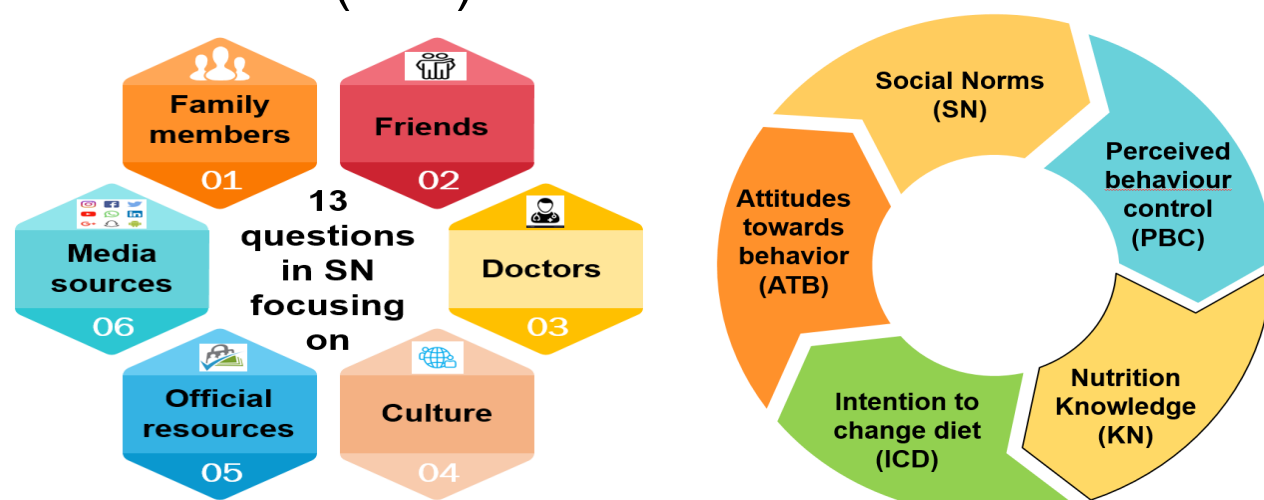 Family
members
01
Friends
02
13
questions
in SN
focusing
on
Doctors
03
Culture
04
Official
resources
05
Media
sources
06
Social Norms
(SN)
Perceived
behaviour
control
(PBC)
Nutrition
Knowledge
(KN)
Intention to
change diet
(ICD)
Attitudes
towards
behavior
(ATB)